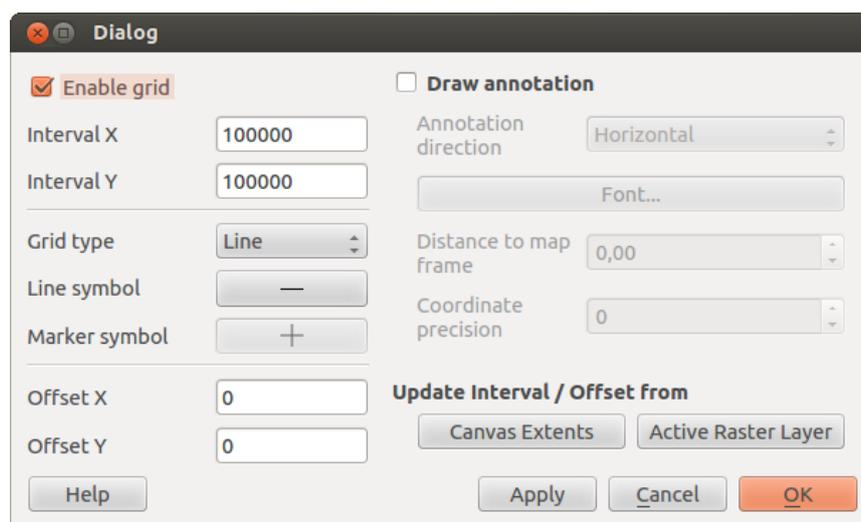 Dialog
Enable grid
Interval X 100000
Interval Y 100000
Grid type Line
Line symbol
Marker symbol
Offset X 0
Offset Y 0
Help
Draw annotation
Annotation
direction
Horizontal
Font...
Distance to map
frame
0,00
Coordinate
precision
0
Update Interval / Offset from
Canvas Extents Active Raster Layer
Apply Cancel OK